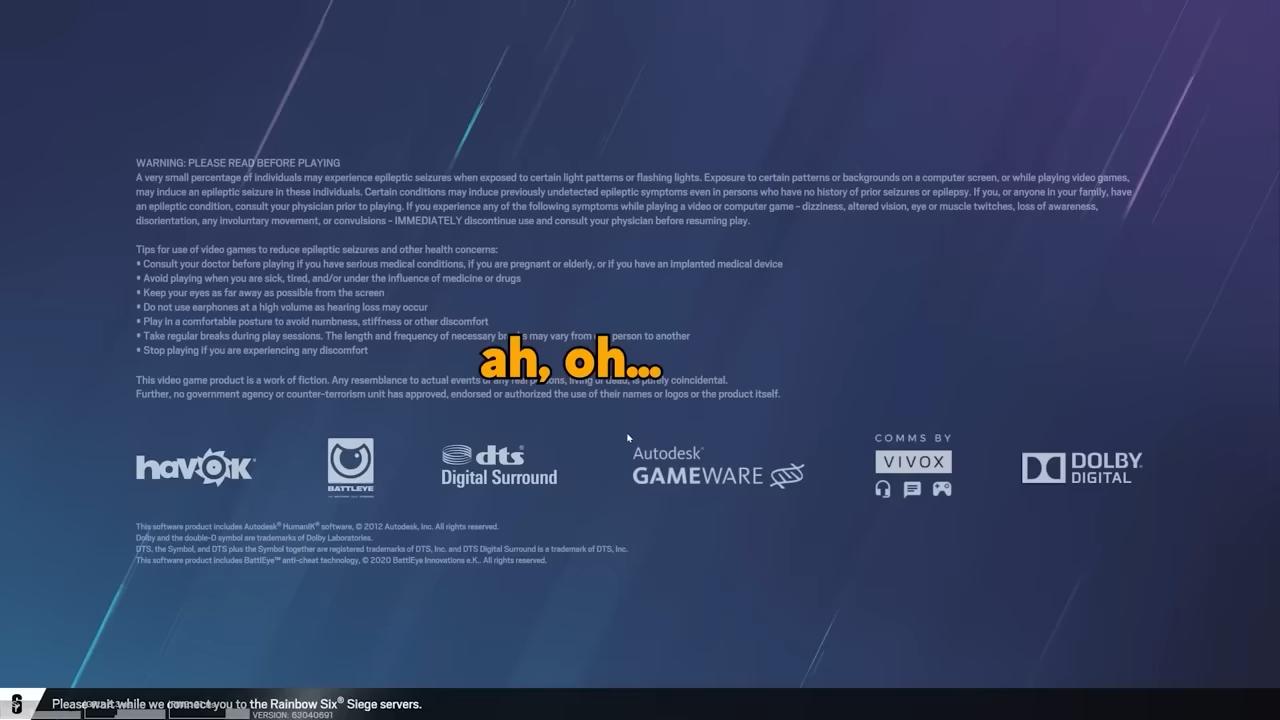 WARNING: PLEASE READ BEFORE PLAYING
A very small percentage of individuals may experience epileptic seizures when exposed to certain light patterns or flashing lights. Exposure to certain patterns or backgrounds on a computer screen, or while playing video games,
may induce an epileptic seizure in these individuals. Certain conditions may induce previously undetected epileptic symptoms even in persons who have no history of prior seizures or epilepsy. If you, or anyone in your family, have
an epileptic condition, consult your physician prior to playing. If you experience any of the following symptoms while playing a video or computer game - dizziness, altered vision, eye or muscle twitches, loss of awareness,
disorientation, any involuntary movement, or convulsions - IMMEDIATELY discontinue use and consult your physician before resuming play.
Tips for use of video games to reduce epileptic seizures and other health concerns:
• Consult your doctor before playing if you have serious medical conditions, if you are pregnant or elderly, or if you have an implanted medical device
• Avoid playing when you are sick, tired, and/or under the influence of medicine or drugs
• Keep your eyes as far away as possible from the screen
• Do not use earphones at a high volume as hearing loss may occur
• Play in a comfortable posture to avoid numbness, stiffness or other discomfort
• Take regular breaks during play sessions. The length and frequency of necessary breaks may vary from one person to another
• Stop playing if you are experiencing any discomfort
ah, oh...
This video game product is a work of fiction. Any resemblance to actual events or any real persons, living or dead, is purely coincidental.
Further, no government agency or counter-terrorism unit has approved, endorsed or authorized the use of their names or logos or the product itself.
havok
BATTLEYE
dts
Digital Surround
Autodesk®
GAMEWARE
COMMS BY
VIVOX
DOLBY
DIGITAL
This software product includes Autodesk® HumanIK® software, © 2012 Autodesk, Inc. All rights reserved.
Dolby and the double-D symbol are trademarks of Dolby Laboratories.
DTS, the Symbol, and DTS plus the Symbol together are registered trademarks of DTS, Inc. and DTS Digital Surround is a trademark of DTS, Inc.
This software product includes BattlEye™ anti-cheat technology, © 2020 BattlEye Innovations e.K.. All rights reserved.
Please wait while we connect you to the Rainbow Six® Siege servers.
VERSION: 63040691